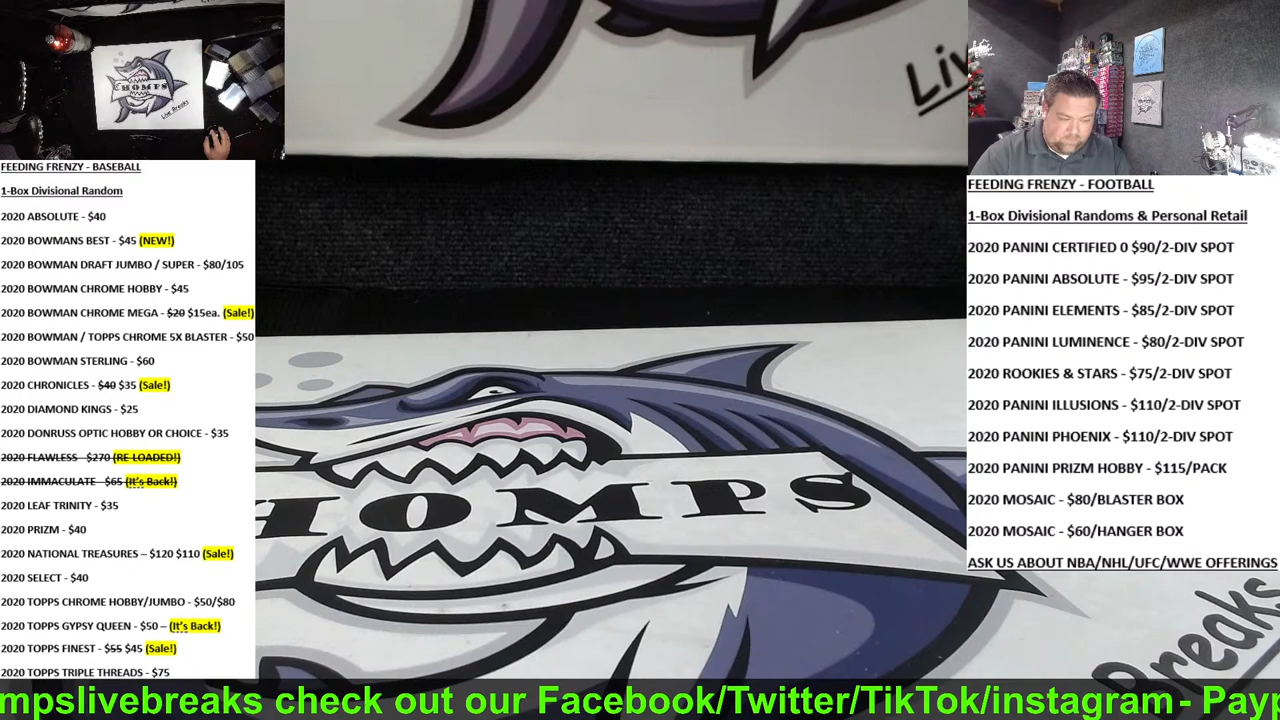 CHOMPS
Live Breaks
FEEDING FRENZY - BASEBALL
1-Box Divisional Random
2020 ABSOLUTE - $40
2020 BOWMANS BEST - $45 (NEW!)
2020 BOWMAN DRAFT JUMBO / SUPER - $80/105
2020 BOWMAN CHROME HOBBY - $45
2020 BOWMAN CHROME MEGA - $20 $15ea. (Sale!)
2020 BOWMAN / TOPPS CHROME 5X BLASTER - $50
2020 BOWMAN STERLING - $60
2020 CHRONICLES - $40 $35 (Sale!)
2020 DIAMOND KINGS - $25
2020 DONRUSS OPTIC HOBBY OR CHOICE - $35
2020 FLAWLESS - $270 (RE LOADED!)
2020 IMMACULATE - $65 (It's Back!)
2020 LEAF TRINITY - $35
2020 PRIZM - $40
2020 NATIONAL TREASURES – $120 $110 (Sale!)
2020 SELECT - $40
2020 TOPPS CHROME HOBBY/JUMBO - $50/$80
2020 TOPPS GYPSY QUEEN - $50 – (It's Back!)
2020 TOPPS FINEST - $55 $45 (Sale!)
2020 TOPPS TRIPLE THREADS - $75
Liv
HOMPS
Breaks
FEEDING FRENZY - FOOTBALL
1-Box Divisional Randoms & Personal Retail
2020 PANINI CERTIFIED 0 $90/2-DIV SPOT
2020 PANINI ABSOLUTE - $95/2-DIV SPOT
2020 PANINI ELEMENTS - $85/2-DIV SPOT
2020 PANINI LUMINENCE - $80/2-DIV SPOT
2020 ROOKIES & STARS - $75/2-DIV SPOT
2020 PANINI ILLUSIONS - $110/2-DIV SPOT
2020 PANINI PHOENIX - $110/2-DIV SPOT
2020 PANINI PRIZM HOBBY - $115/PACK
2020 MOSAIC - $80/BLASTER BOX
2020 MOSAIC - $60/HANGER BOX
ASK US ABOUT NBA/NHL/UFC/WWE OFFERINGS
mpslivebreaks check out our Facebook/Twitter/TikTok/instagram - Payp